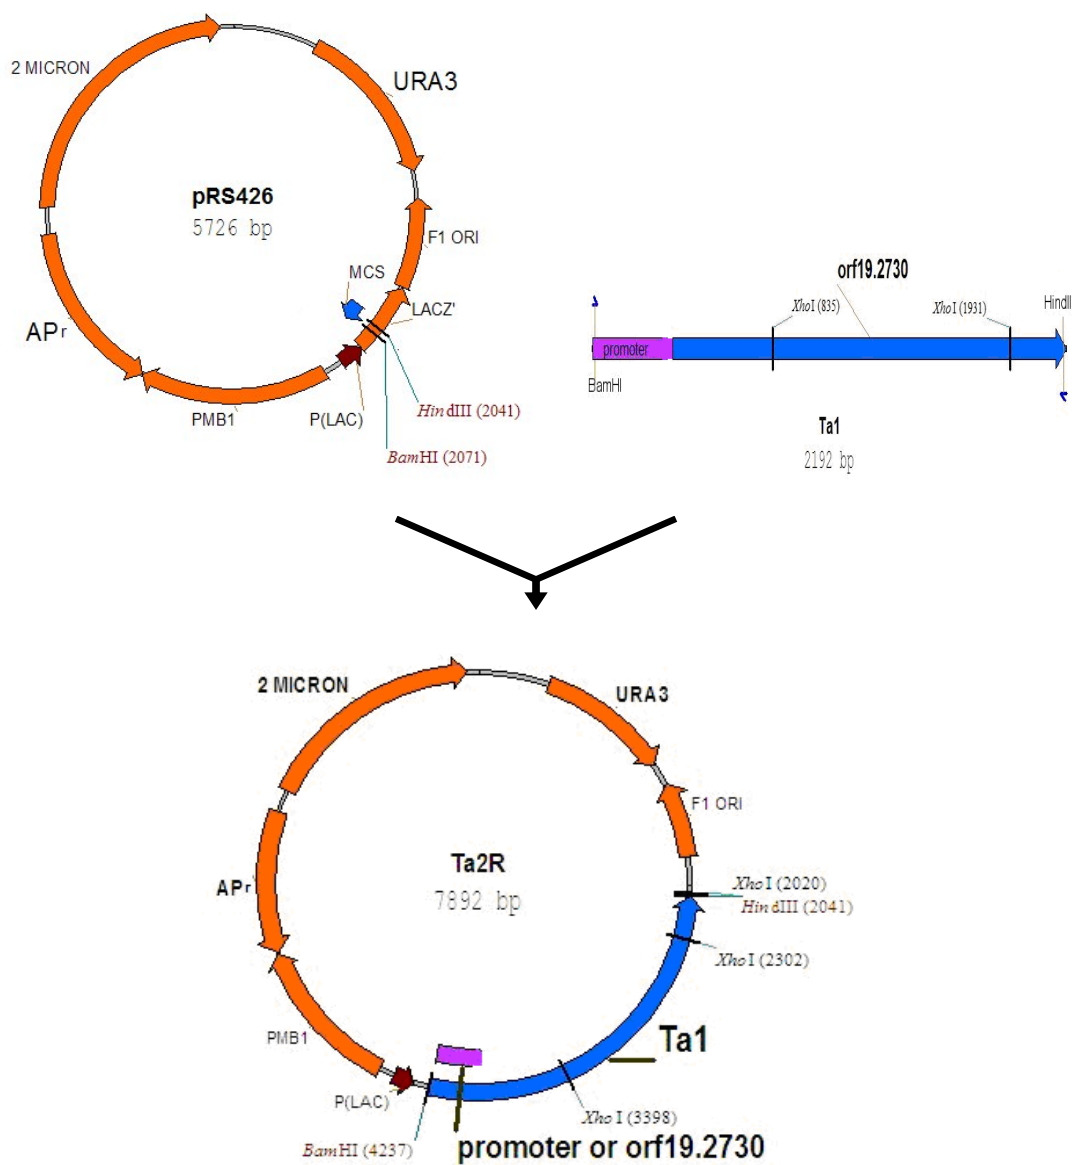 2 MICRON
URA3
pRS426
5726 bp
F1 ORI
MCS
LACZ'
APr
PMB1
P(LAC)
HindIII (2041)
BamHI (2071)
orf19.2730
XhoI (835)
XhoI (1931)
HindII
promoter
BamHI
Ta1
2192 bp
2 MICRON
URA3
F1 ORI
Ta2R
7892 bp
APr
XhoI (2020)
HindIII (2041)
XhoI (2302)
PMB1
Ta1
P(LAC)
XhoI (3398)
BamHI (4237)
promoter or orf19.2730